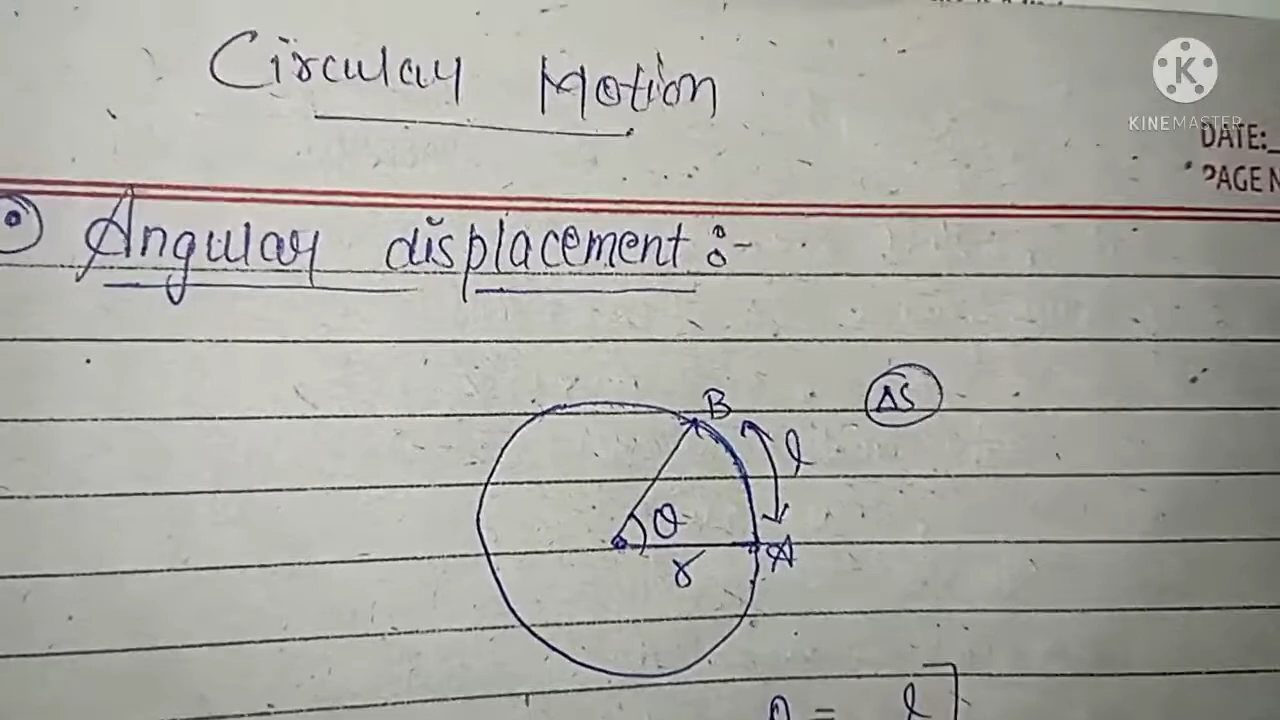 Circular Motion
KINEMASTER
DATE:_
PAGE N
Angular displacement :-
B
ΔS
l
θ
A
r
θ = l